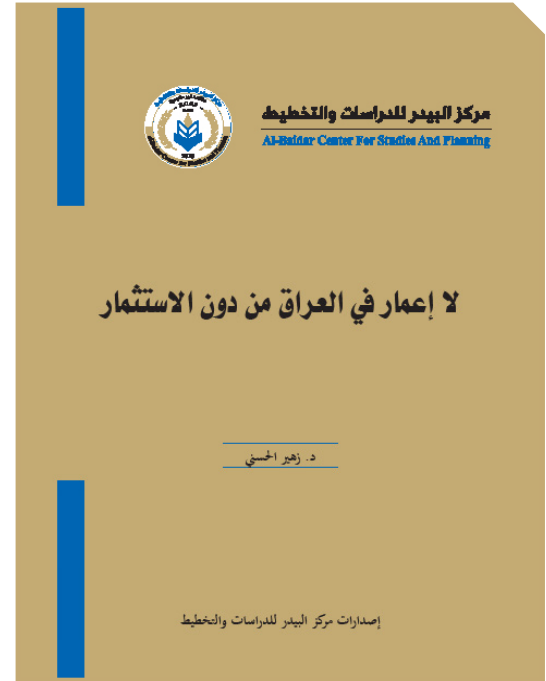 مركز البيدر للدراسات والتخطيط
Al-Baidar Center For Studies And Planning
لا إعمار في العراق من دون الاستثمار
د. زهير الحسني
إصدارات مركز البيدر للدراسات والتخطيط